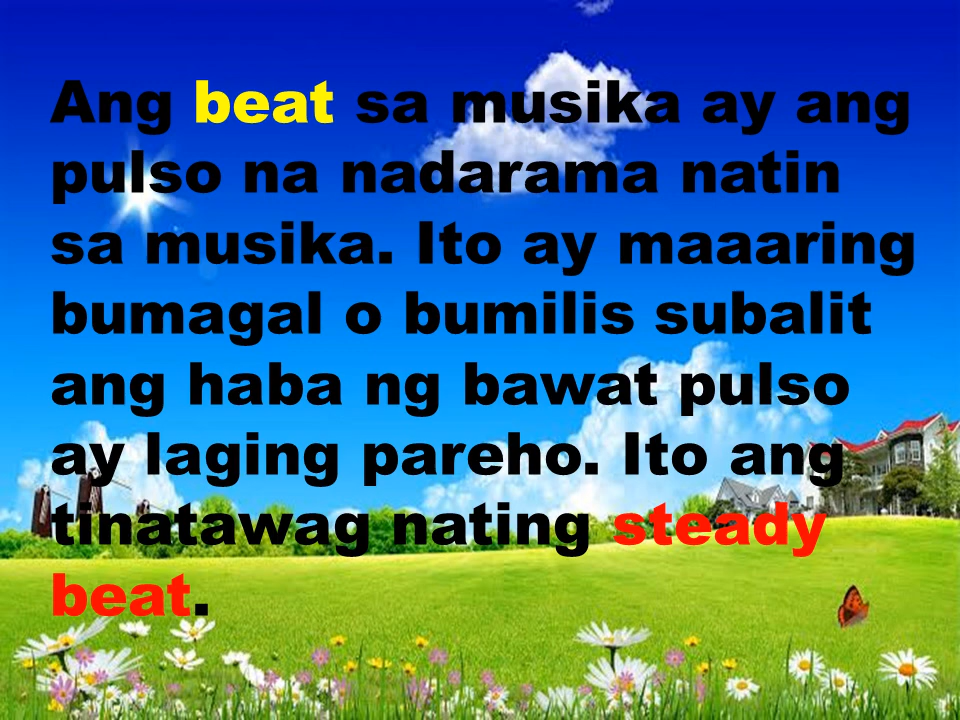 Ang beat sa musika ay ang
pulso na nadarama natin
sa musika. Ito ay maaaring
bumagal o bumilis subalit
ang haba ng bawat pulso
ay laging pareho. Ito ang
tinatawag nating steady
beat.